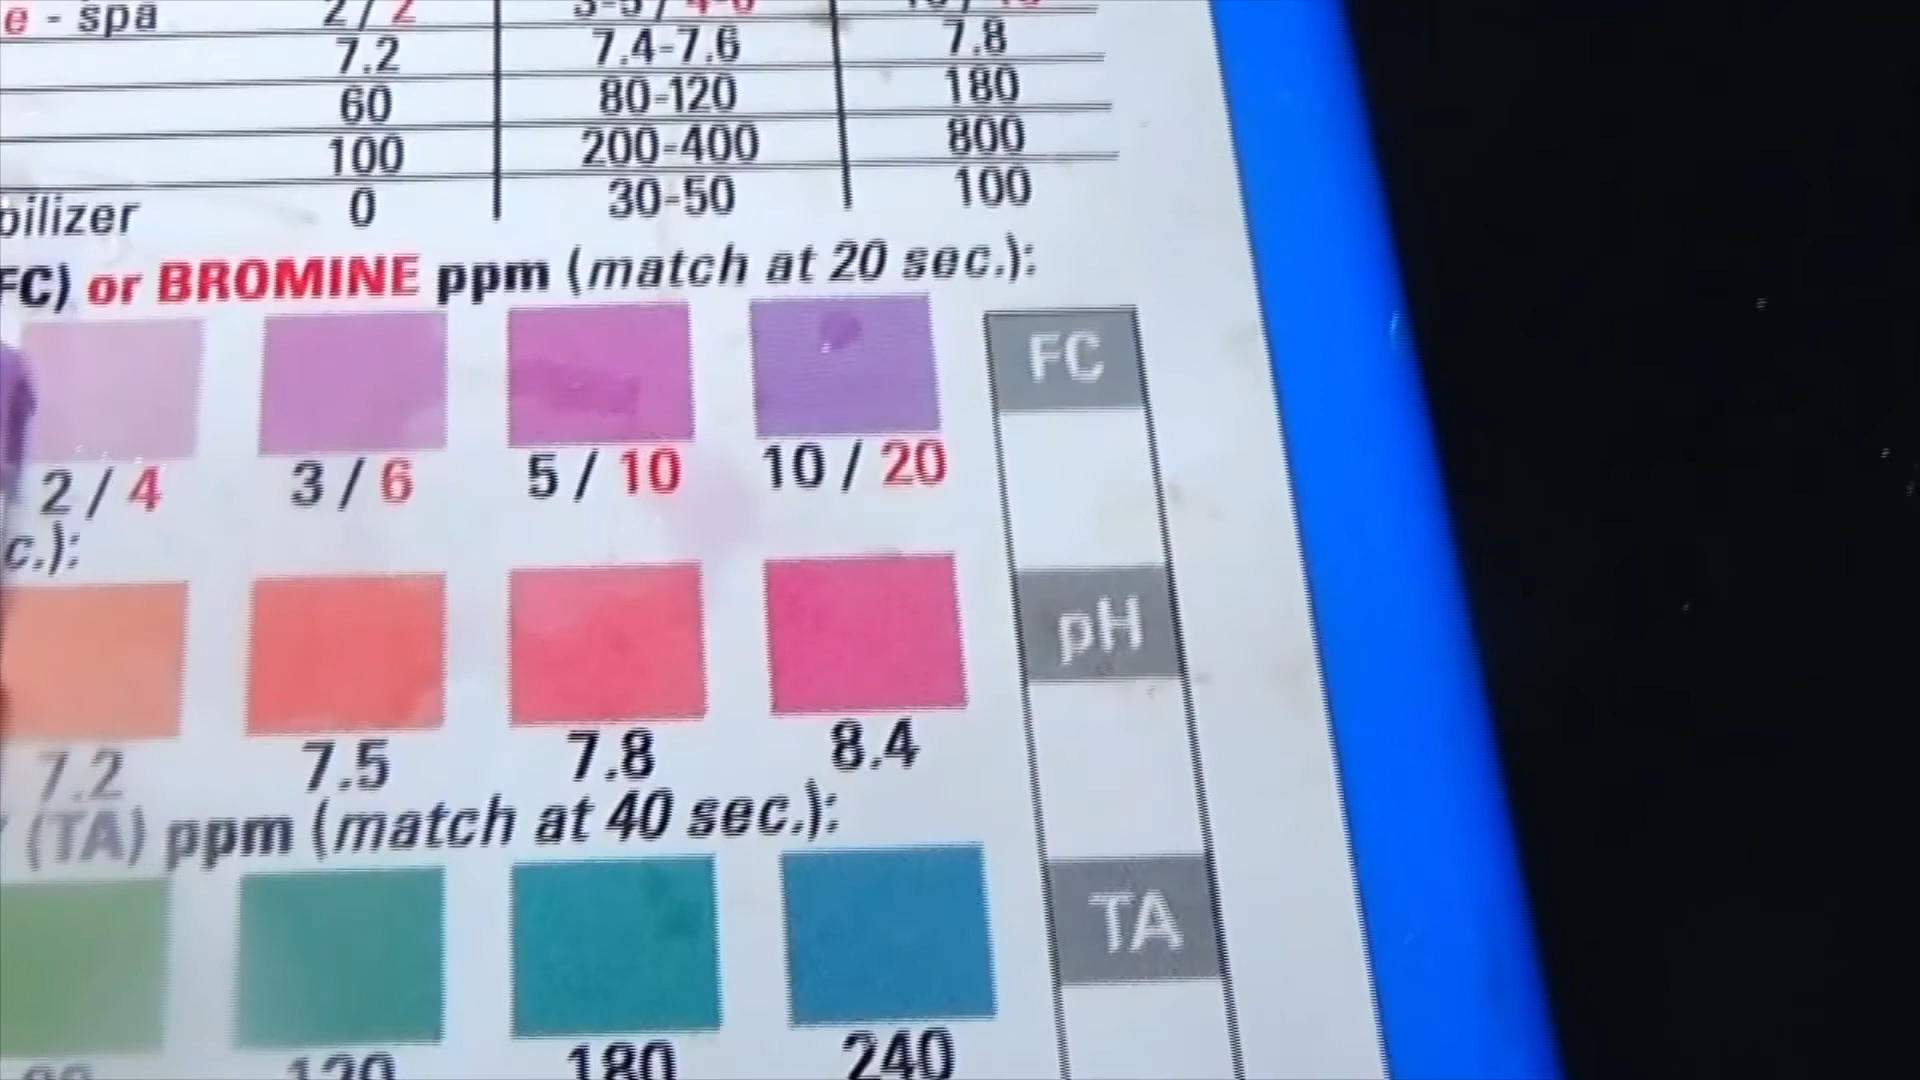 e - spa 2 / 2
7.2 7.4-7.6 7.8
60 80-120 180
100 200-400 800
bilizer 0 30-50 100
FC) or BROMINE ppm (match at 20 sec.):
FC
2 / 4 3 / 6 5 / 10 10 / 20
c.):
pH
7.2 7.5 7.8 8.4
(TA) ppm (match at 40 sec.):
TA
120 180 240